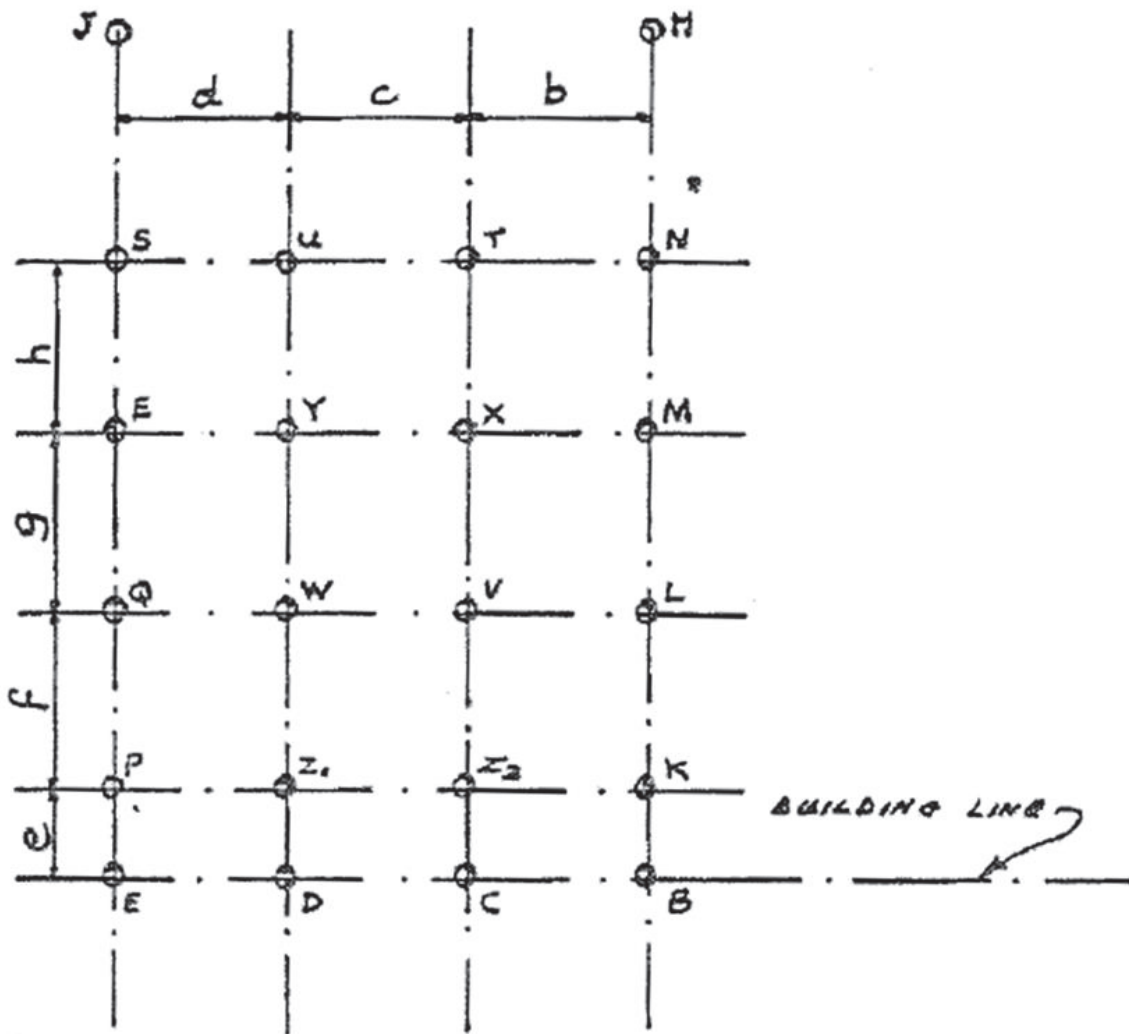 J H
d c b
S U T N
h
E Y X M
g
Q W V L
f
P Z₁ Z₂ K
e
BUILDING LINE
E D C B